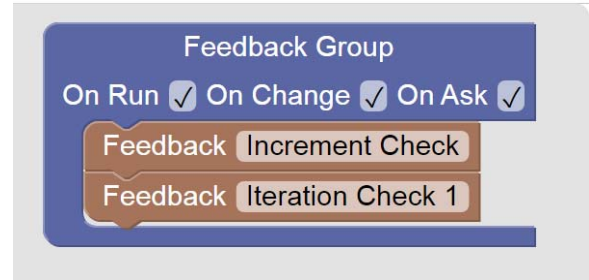 Feedback Group
On Run ✓ On Change ✓ On Ask ✓
Feedback Increment Check
Feedback Iteration Check 1